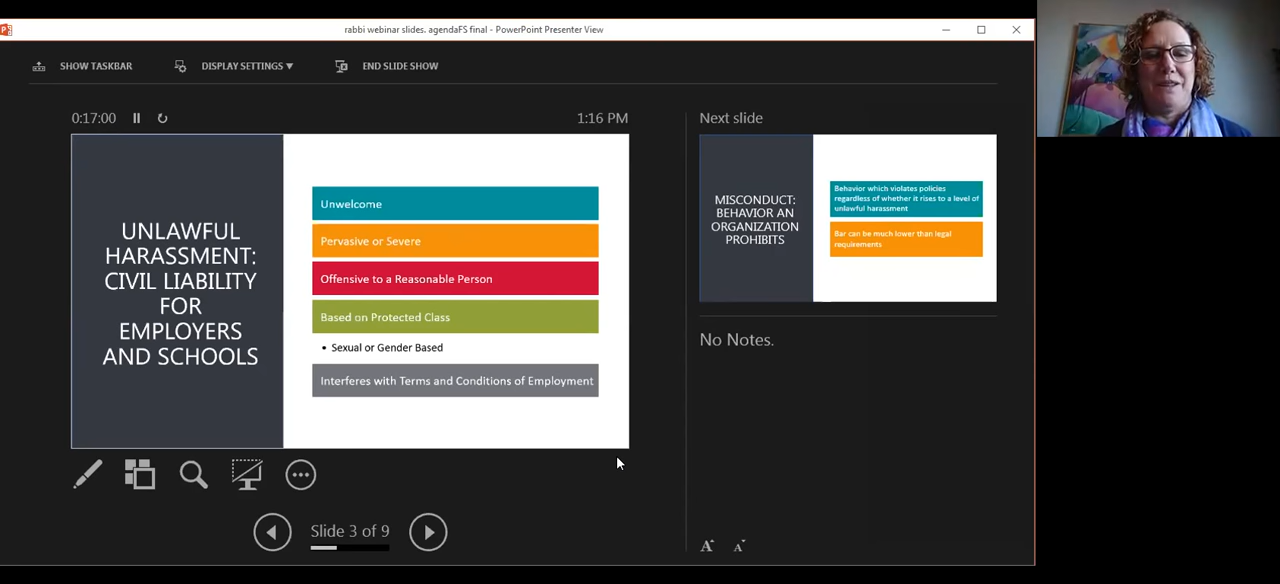 rabbi webinar slides. agendaFS final - PowerPoint Presenter View
SHOW TASKBAR
DISPLAY SETTINGS ▼
END SLIDE SHOW
0:17:00
1:16 PM
UNLAWFUL
HARASSMENT:
CIVIL LIABILITY
FOR
EMPLOYERS
AND SCHOOLS
Unwelcome
Pervasive or Severe
Offensive to a Reasonable Person
Based on Protected Class
• Sexual or Gender Based
Interferes with Terms and Conditions of Employment
Slide 3 of 9
Next slide
MISCONDUCT:
BEHAVIOR AN
ORGANIZATION
PROHIBITS
Behavior which violates policies
regardless of whether it rises to a level of
unlawful harassment
Bar can be much lower than legal
requirements
No Notes.
A A